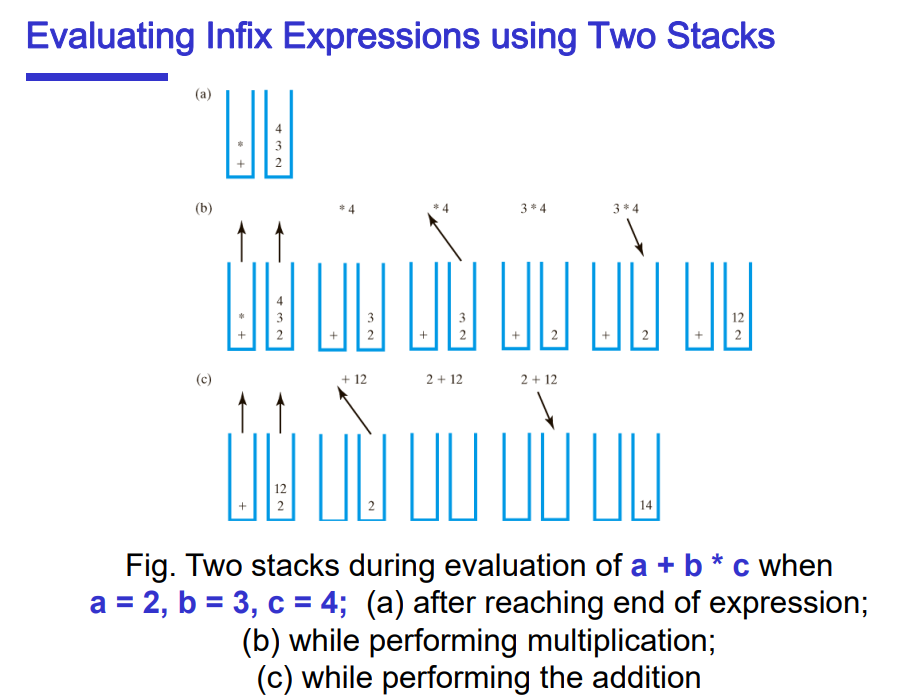 Evaluating Infix Expressions using Two Stacks
(a)
4
* 3
+ 2
(b) * 4 * 4 3 * 4 3 * 4
4
* 3 3 3 12
+ 2 + 2 + 2 + 2 + 2 + 2
(c) + 12 2 + 12 2 + 12
12
+ 2 2 14
Fig. Two stacks during evaluation of a + b * c when
a = 2, b = 3, c = 4; (a) after reaching end of expression;
(b) while performing multiplication;
(c) while performing the addition